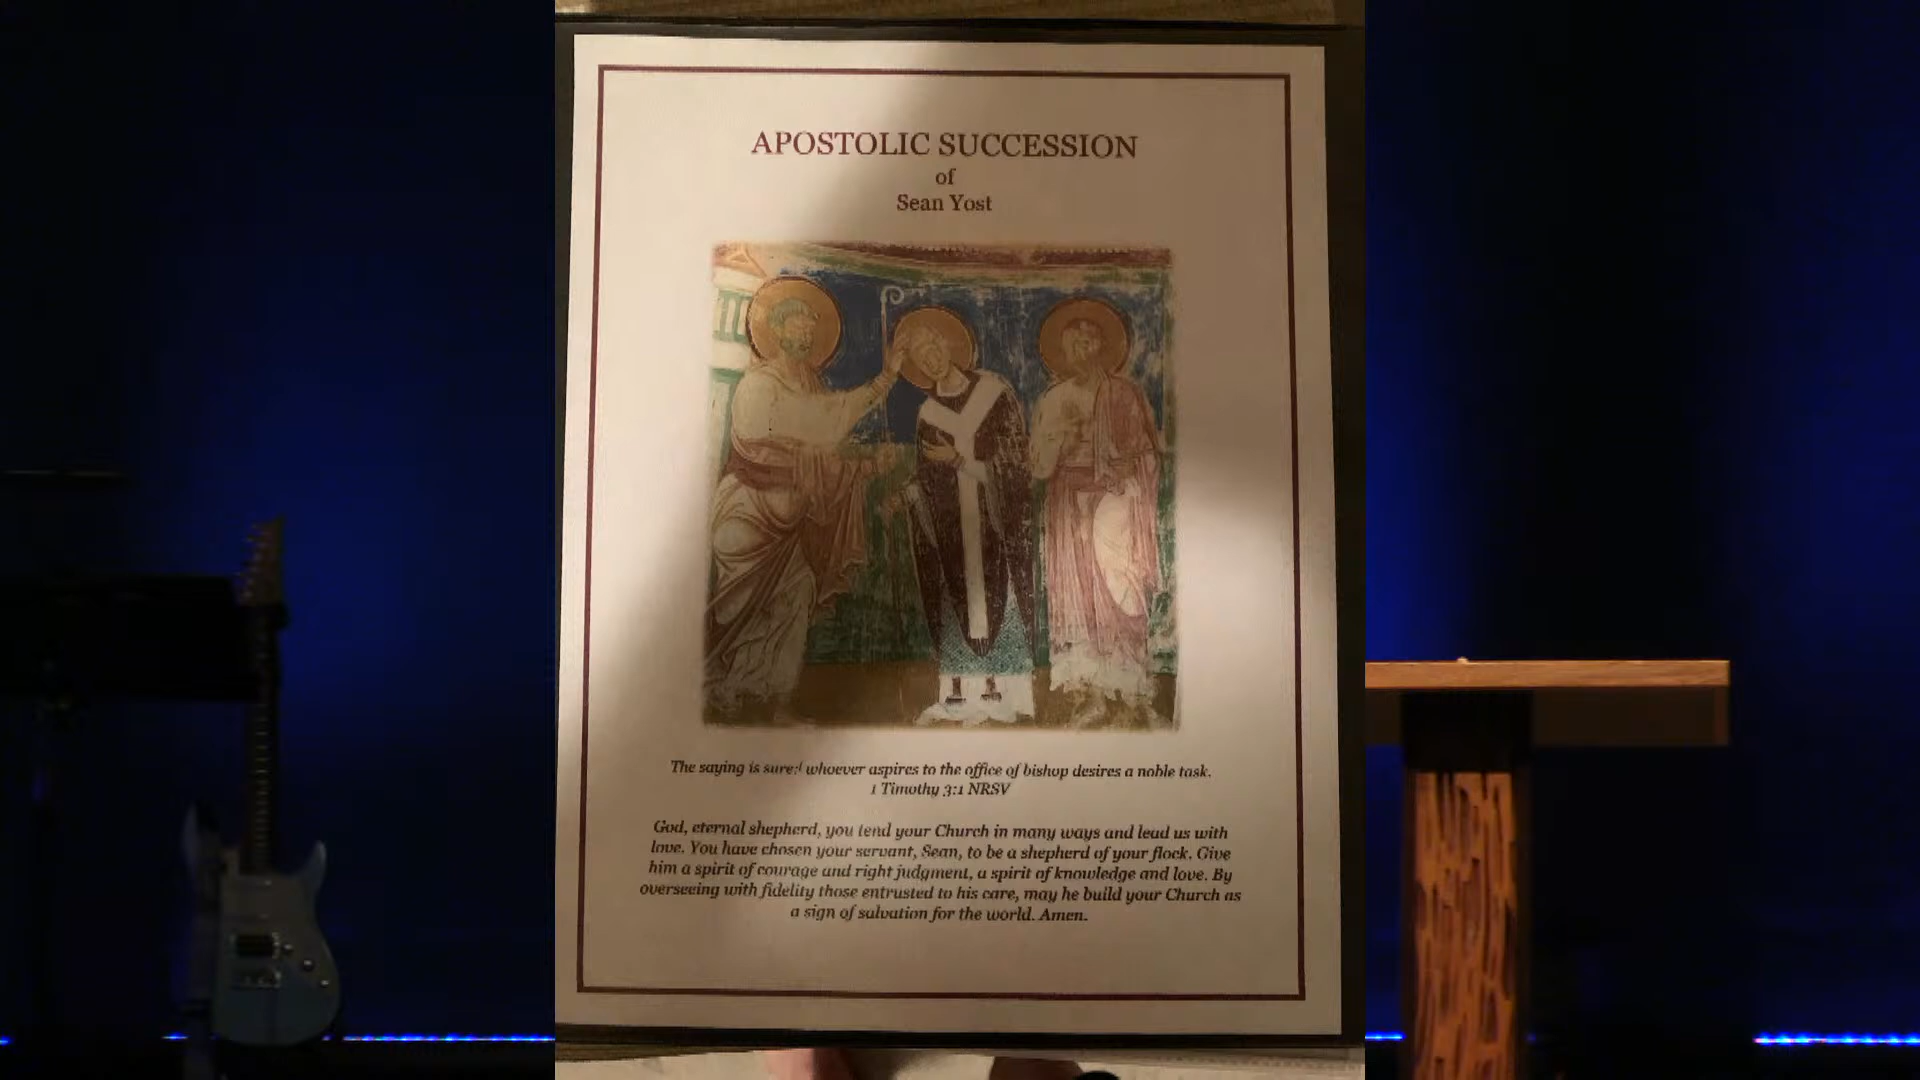 APOSTOLIC SUCCESSION
of
Sean Yost
The saying is sure: whoever aspires to the office of bishop desires a noble task.
1 Timothy 3:1 NRSV
God, eternal shepherd, you tend your Church in many ways and lead us with
love. You have chosen your servant, Sean, to be a shepherd of your flock. Give
him a spirit of courage and right judgment, a spirit of knowledge and love. By
overseeing with fidelity those entrusted to his care, may he build your Church as
a sign of salvation for the world. Amen.